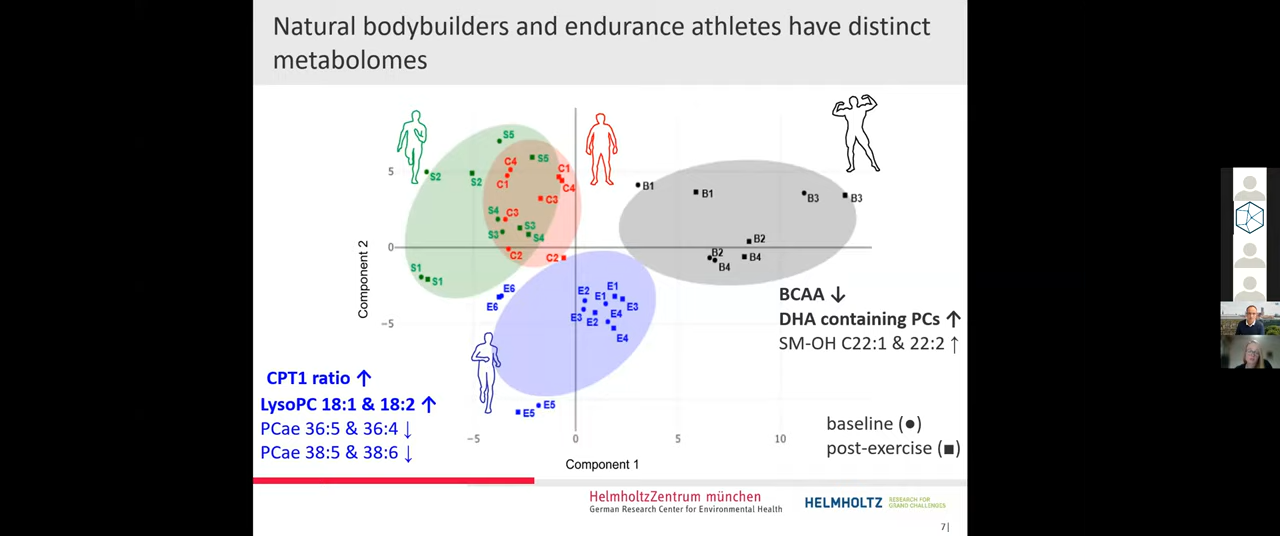 Natural bodybuilders and endurance athletes have distinct
metabolomes
S5
S5
S2
S2
C4
C1
C1
C4
C3
C3
S4
S3
S3
S4
C2
C2
S1
S1
B1
B1
B3
B3
B2
B2
B4
B4
E6
E6
E2
E1
E1
E3
E3
E2
E4
E4
E5
E5
5
0
−5
Component 2
−5
0
5
10
Component 1
BCAA ↓
DHA containing PCs ↑
SM-OH C22:1 & 22:2 ↑
CPT1 ratio ↑
LysoPC 18:1 & 18:2 ↑
PCae 36:5 & 36:4 ↓
PCae 38:5 & 38:6 ↓
baseline (●)
post-exercise (■)
HelmholtzZentrum münchen
German Research Center for Environmental Health
HELMHOLTZ
RESEARCH FOR
GRAND CHALLENGES
7|